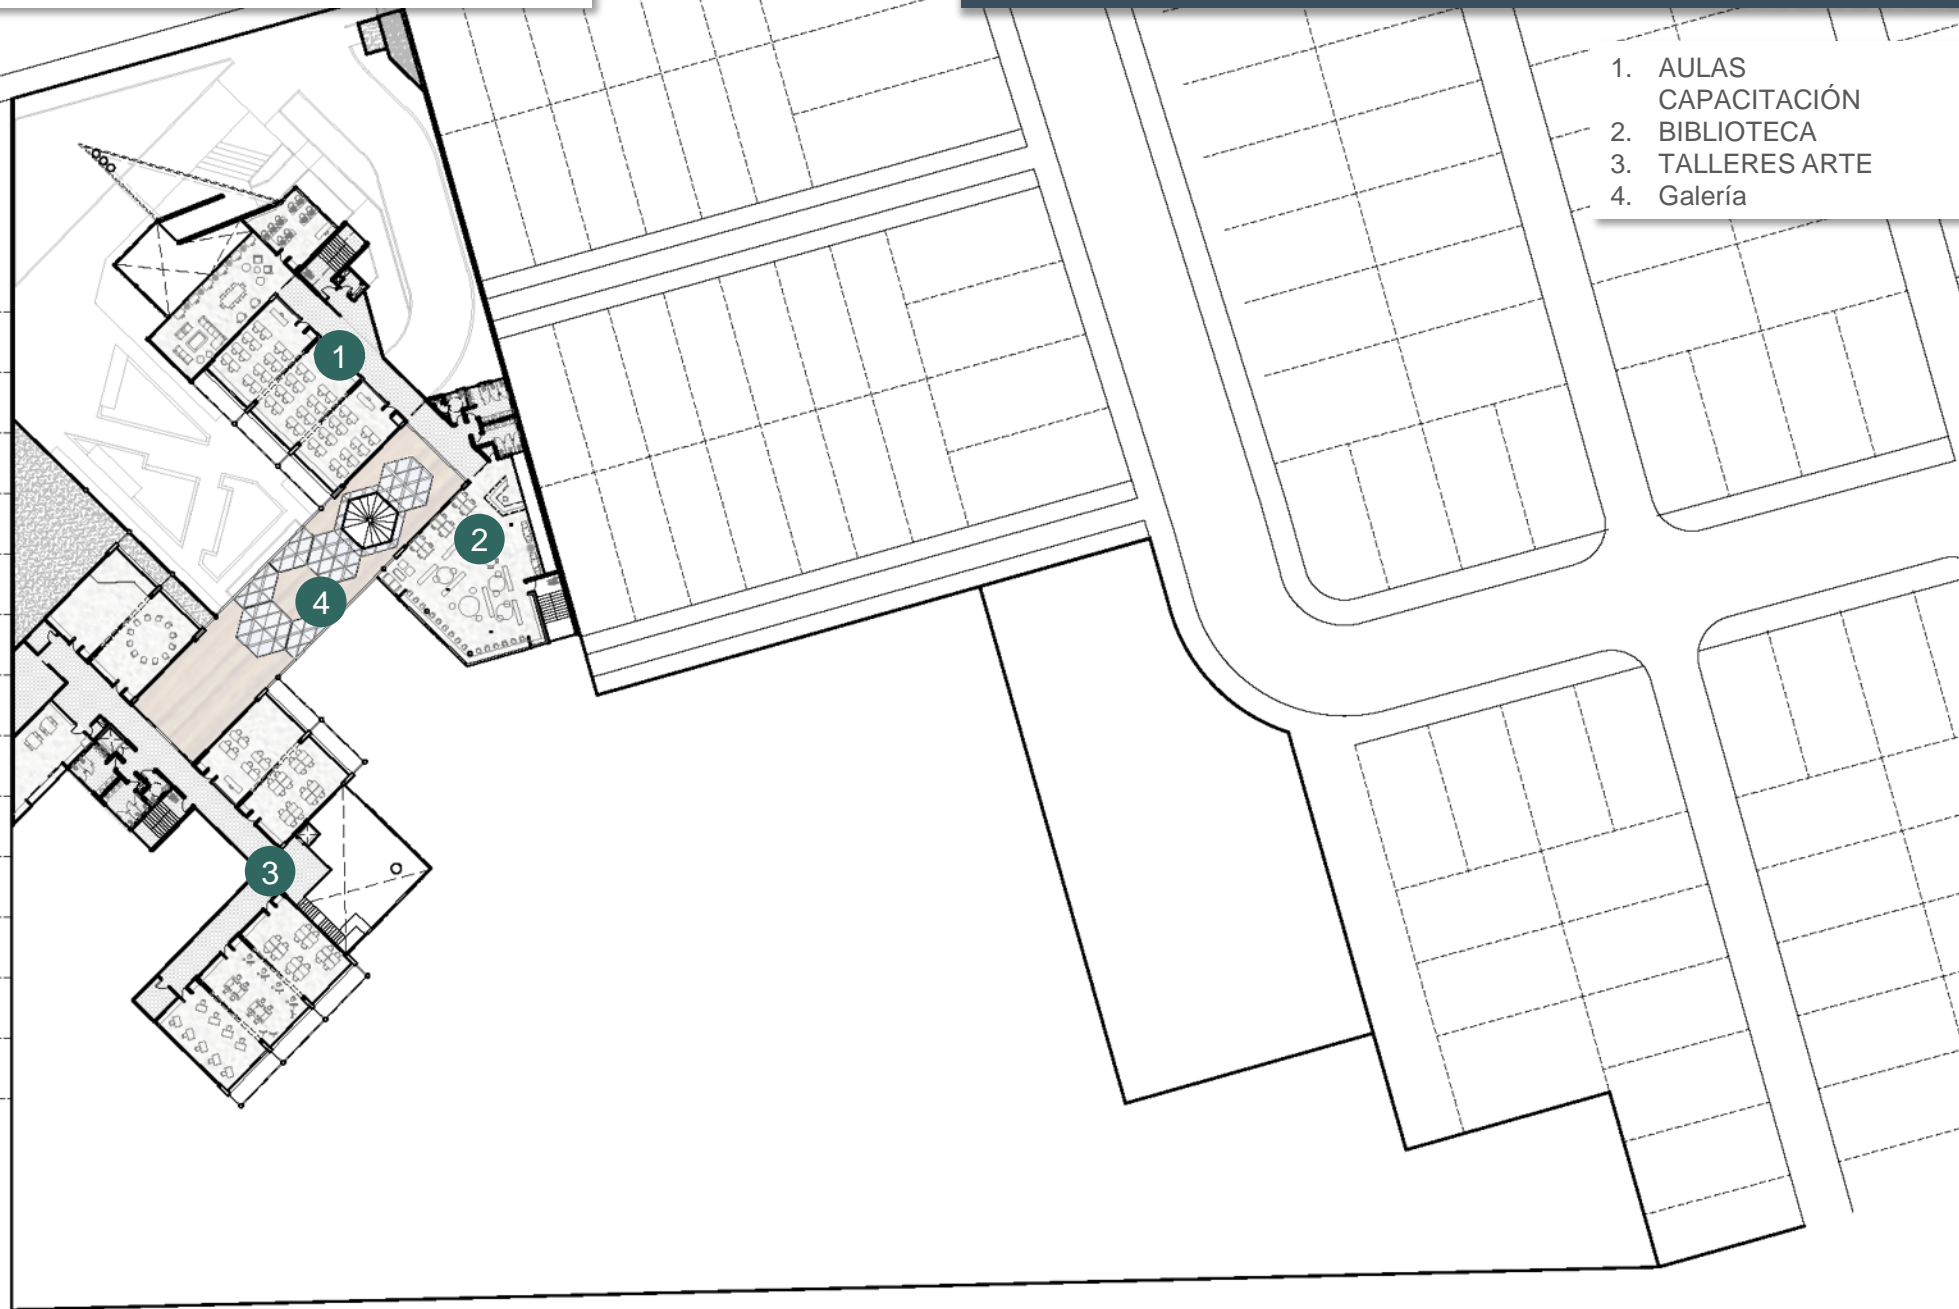 1. AULAS
CAPACITACIÓN
2. BIBLIOTECA
3. TALLERES ARTE
4. Galería
1
2
4
3